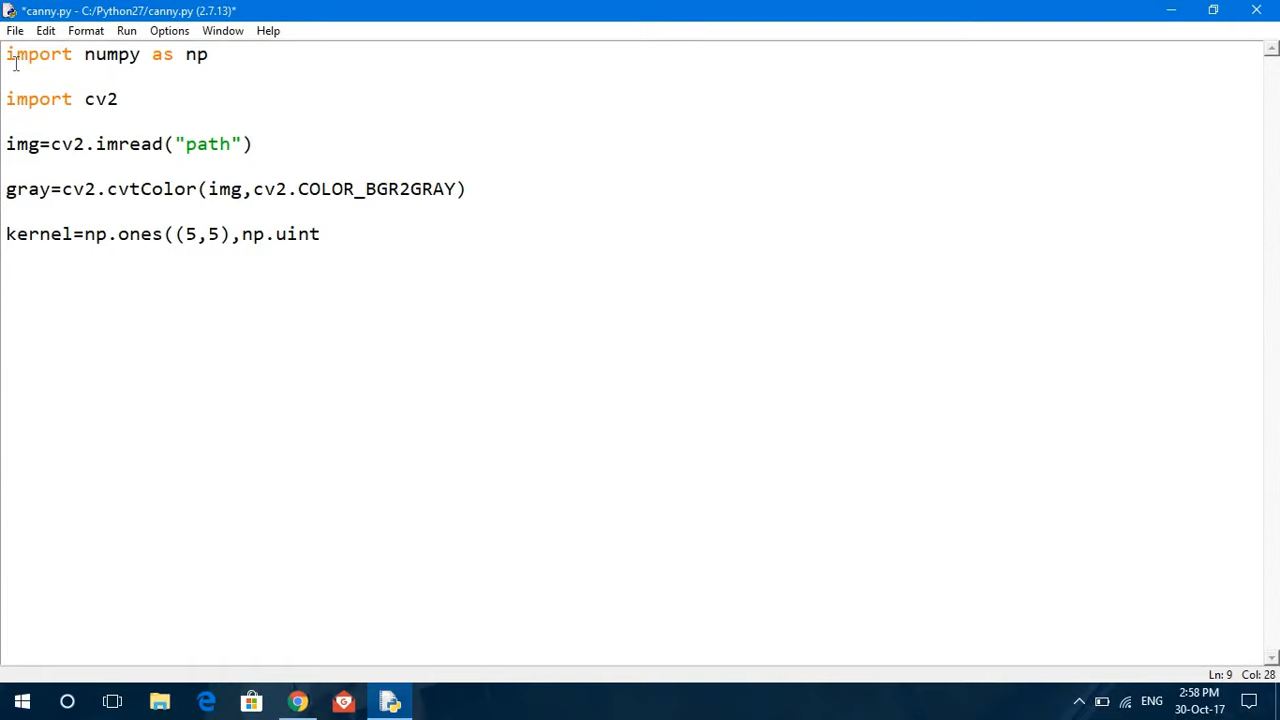 *canny.py - C:/Python27/canny.py (2.7.13)*
File Edit Format Run Options Window Help
import numpy as np
import cv2
img=cv2.imread("path")
gray=cv2.cvtColor(img,cv2.COLOR_BGR2GRAY)
kernel=np.ones((5,5),np.uint
Ln: 9 Col: 28
2:58 PM
ENG
30-Oct-17